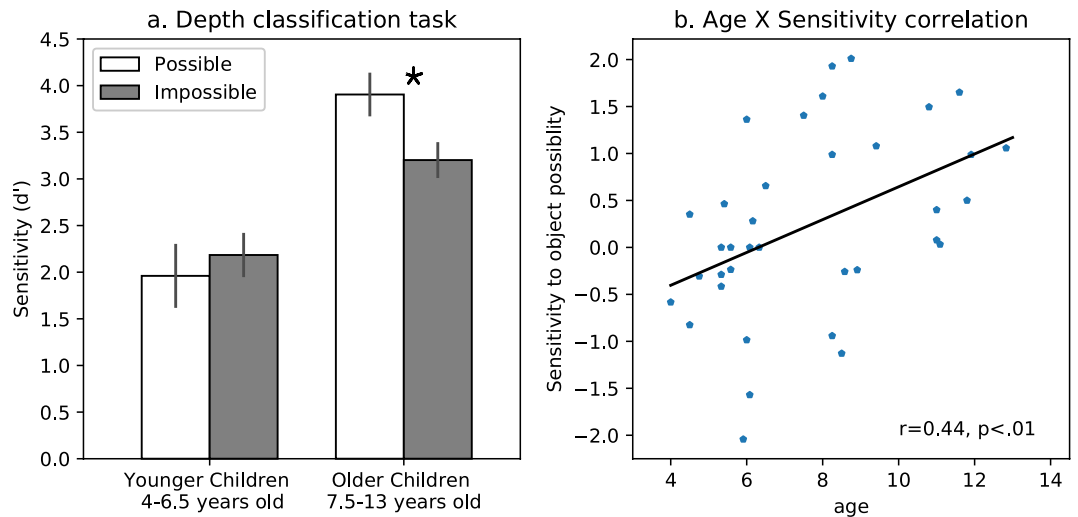 a. Depth classification task
4.5
4.0
3.5
3.0
2.5
2.0
1.5
1.0
0.5
0.0
Sensitivity (d')
Possible
Impossible
*
Younger Children
4-6.5 years old
Older Children
7.5-13 years old
b. Age X Sensitivity correlation
2.0
1.5
1.0
0.5
0.0
−0.5
−1.0
−1.5
−2.0
Sensitivity to object possiblity
r=0.44, p<.01
4
6
8
10
12
14
age